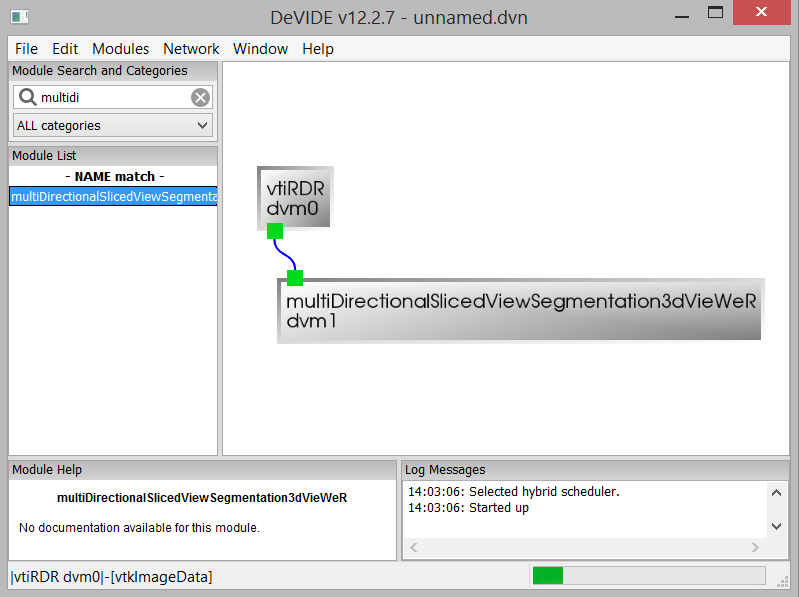 DeVIDE v12.2.7 - unnamed.dvn
File Edit Modules Network Window Help
Module Search and Categories
multidi
ALL categories
Module List
- NAME match -
multiDirectionalSlicedViewSegmenta
vtiRDR
dvm0
multiDirectionalSlicedViewSegmentation3dVieWeR
dvm1
Module Help
multiDirectionalSlicedViewSegmentation3dVieWeR
No documentation available for this module.
Log Messages
14:03:06: Selected hybrid scheduler.
14:03:06: Started up
|vtiRDR dvm0|-[vtkImageData]